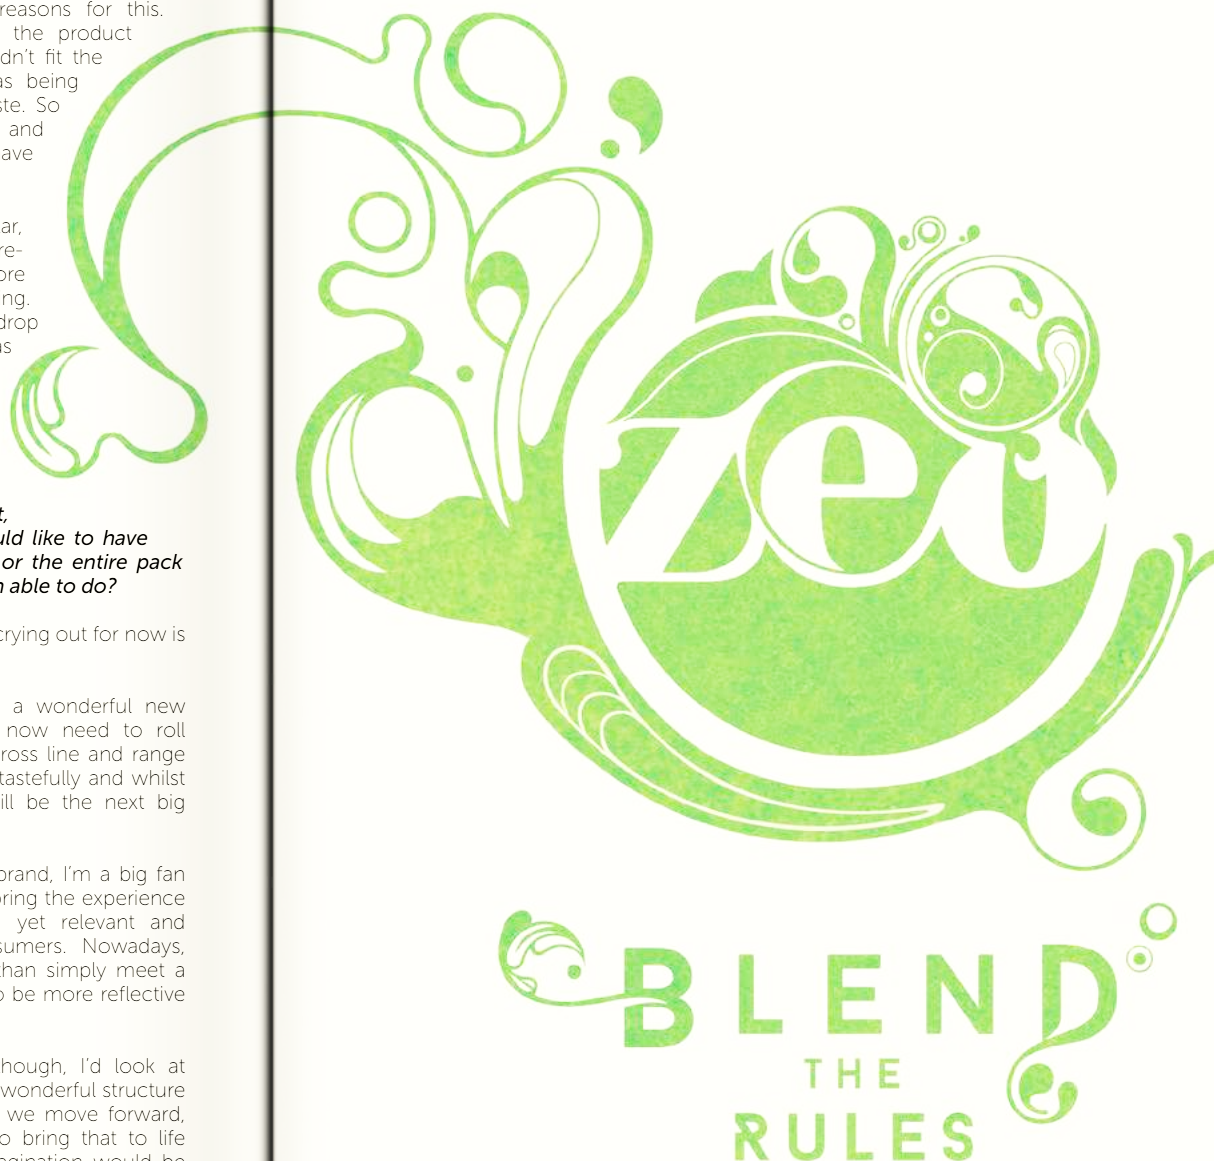 reasons for this.
the product
dn't fit the
as being
ste. So
and
ave
ar,
re-
ore
ng.
drop
as
t,
uld like to have
or the entire pack
n able to do?
crying out for now is
a wonderful new
now need to roll
ross line and range
tastefully and whilst
ill be the next big
brand, I'm a big fan
bring the experience
yet relevant and
sumers. Nowadays,
than simply meet a
o be more reflective
hough, I'd look at
wonderful structure
we move forward,
o bring that to life
zeo
BLEND
THE
RULES